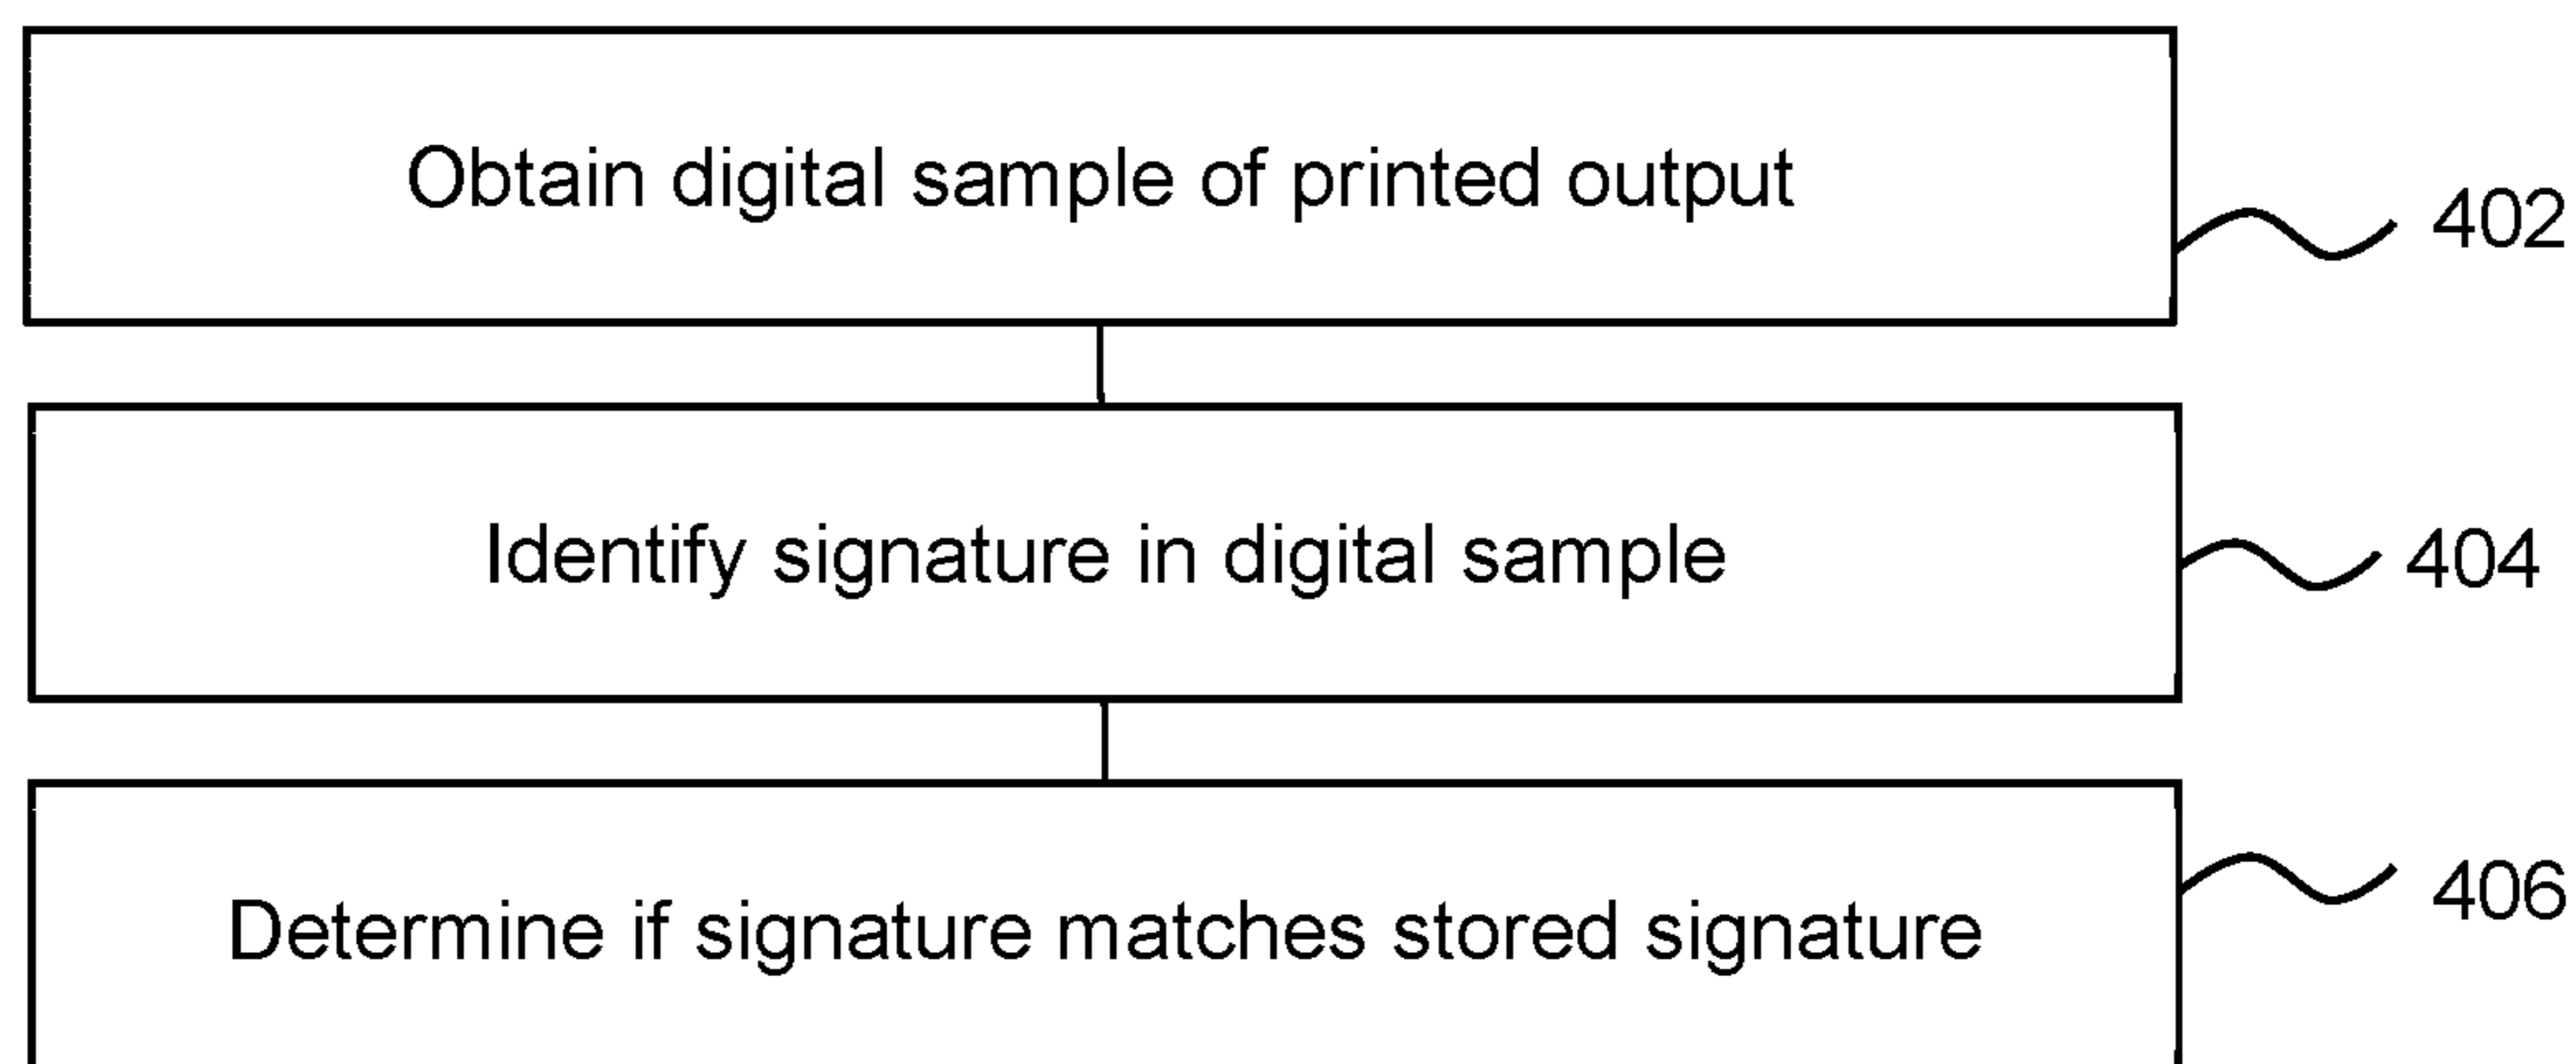 Obtain digital sample of printed output
402
Identify signature in digital sample
404
Determine if signature matches stored signature
406